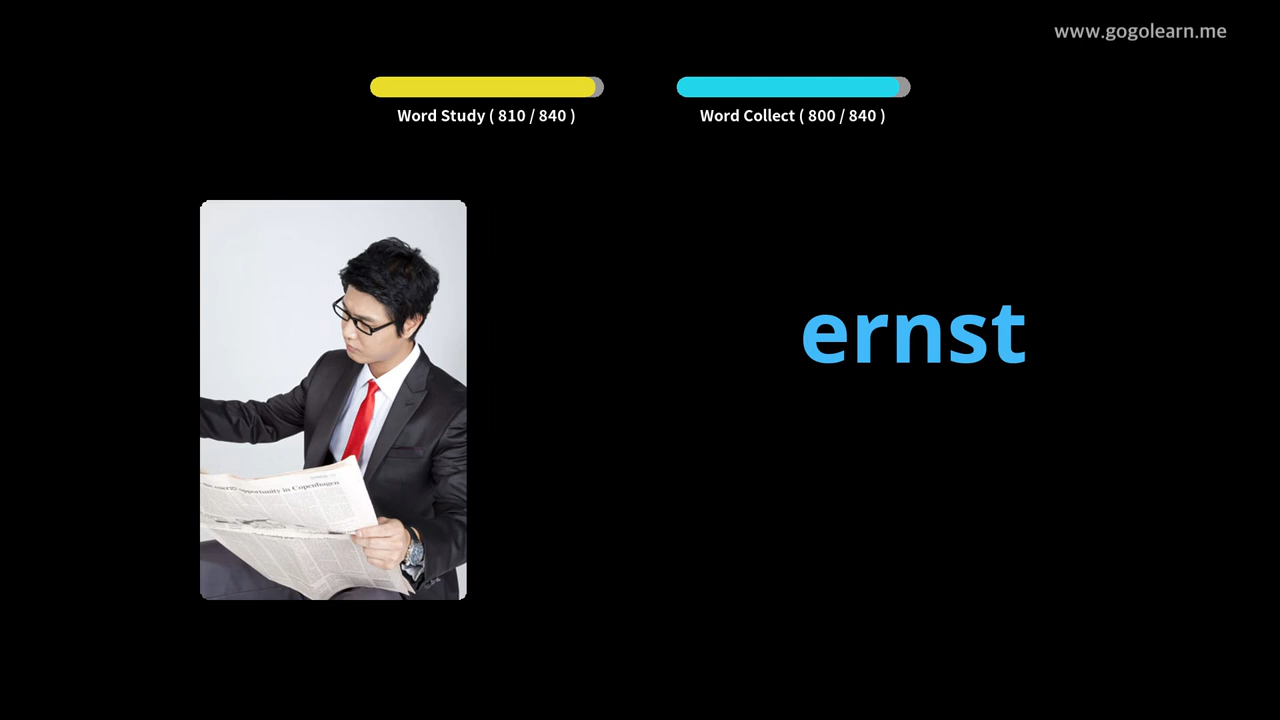 www.gogolearn.me
Word Study ( 810 / 840 )
Word Collect ( 800 / 840 )
ernst
opportunity in Copenhagen